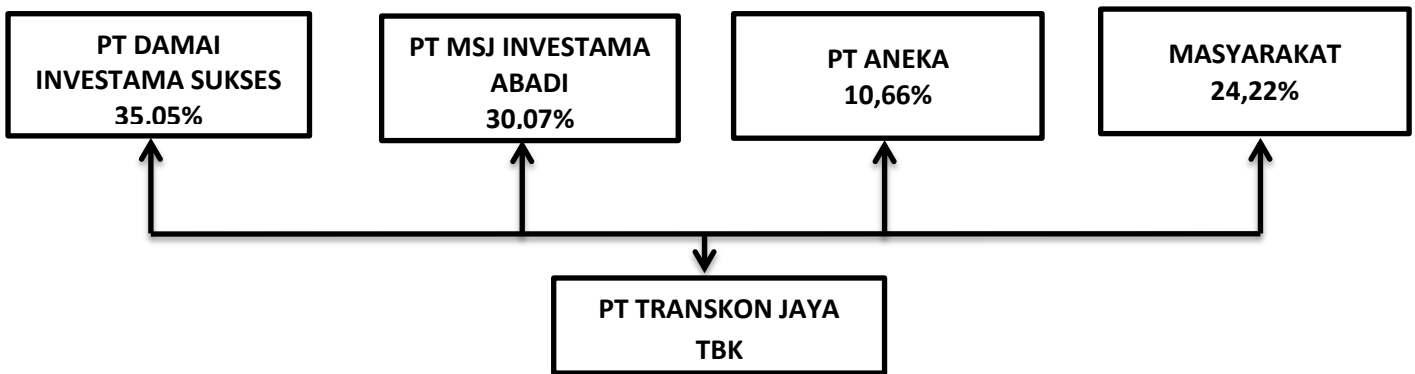 PT DAMAI
INVESTAMA SUKSES
35.05%
PT MSJ INVESTAMA
ABADI
30,07%
PT ANEKA
10,66%
MASYARAKAT
24,22%
PT TRANSKON JAYA
TBK